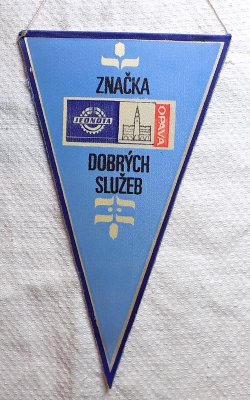 ZNAČKA
JEDNOTA
OPAVA
DOBRÝCH
SLUŽEB